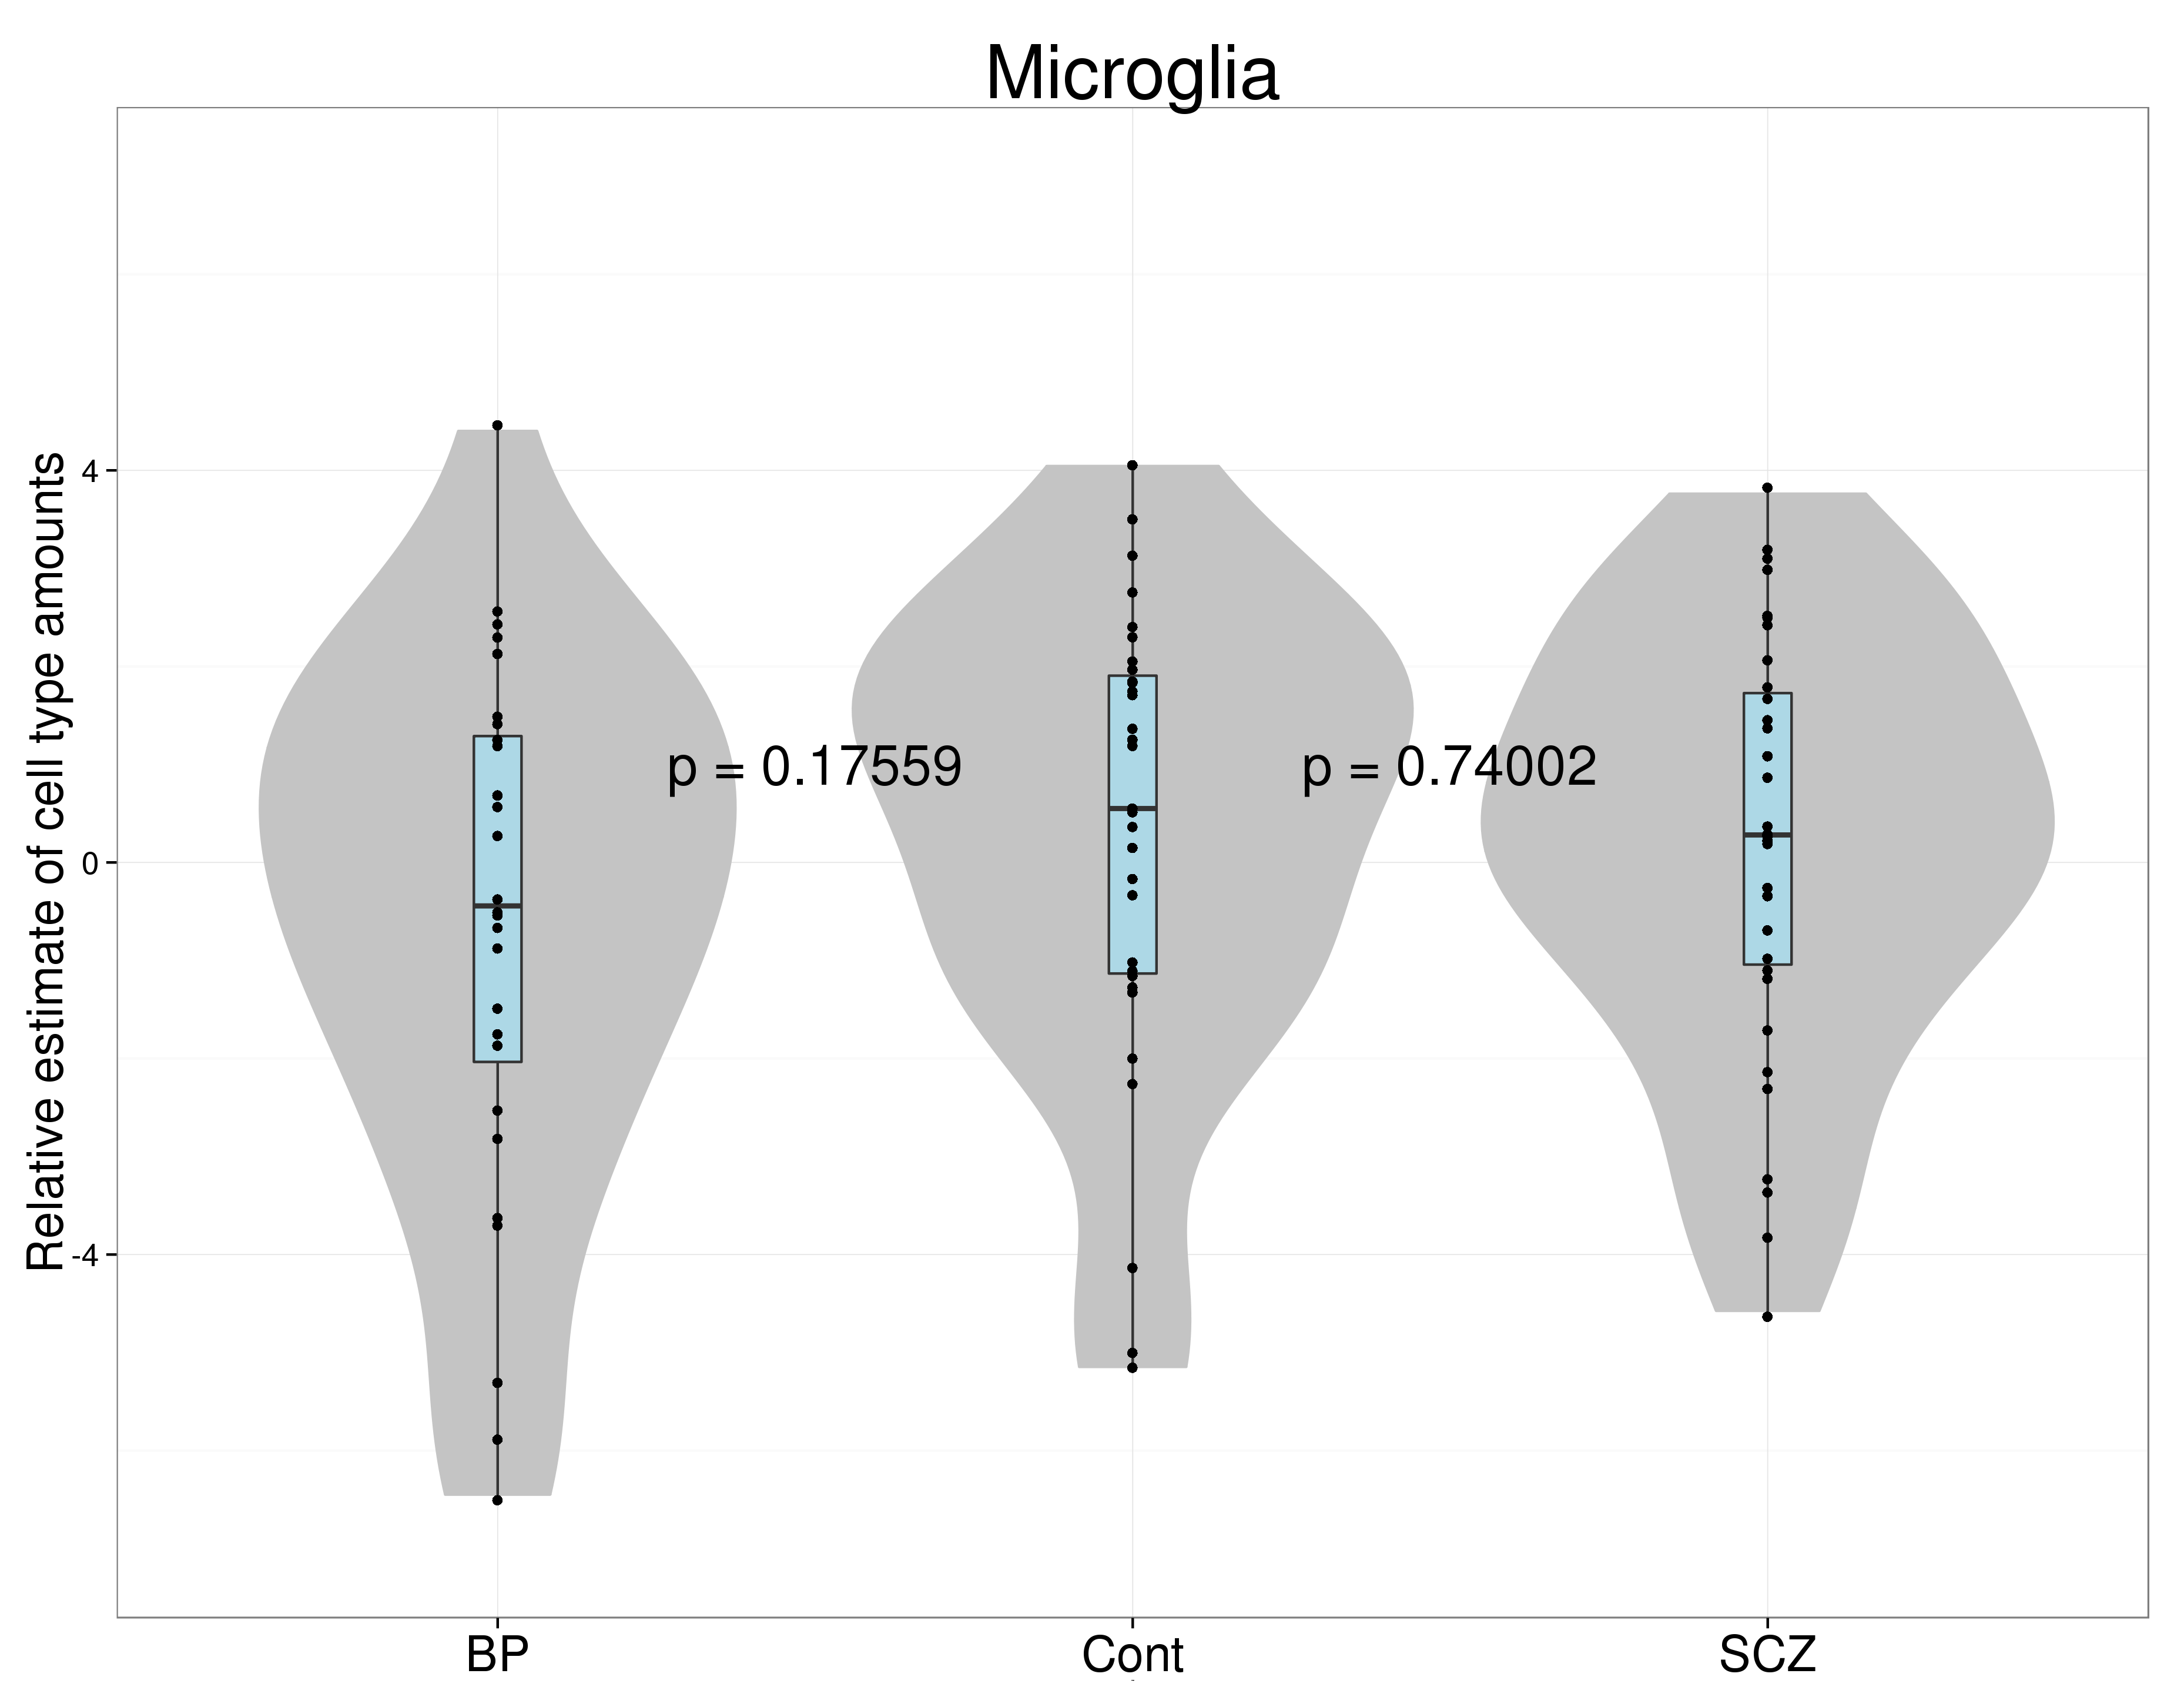 Microglia
Relative estimate of cell type amounts
4
0
-4
p = 0.17559
p = 0.74002
BP
Cont
SCZ